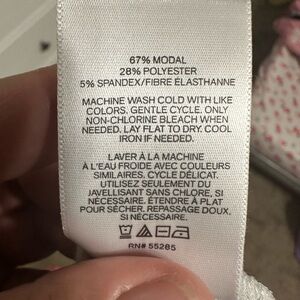 67% MODAL
28% POLYESTER
5% SPANDEX/FIBRE ÉLASTHANNE
MACHINE WASH COLD WITH LIKE
COLORS. GENTLE CYCLE. ONLY
NON-CHLORINE BLEACH WHEN
NEEDED. LAY FLAT TO DRY. COOL
IRON IF NEEDED.
LAVER À LA MACHINE
À L'EAU FROIDE AVEC COULEURS
SIMILAIRES. CYCLE DÉLICAT.
UTILISEZ SEULEMENT DU
JAVELLISANT SANS CHLORE, SI
NÉCESSAIRE. ÉTENDRE À PLAT
POUR SÉCHER. REPASSAGE DOUX,
SI NÉCESSAIRE.
RN# 55285